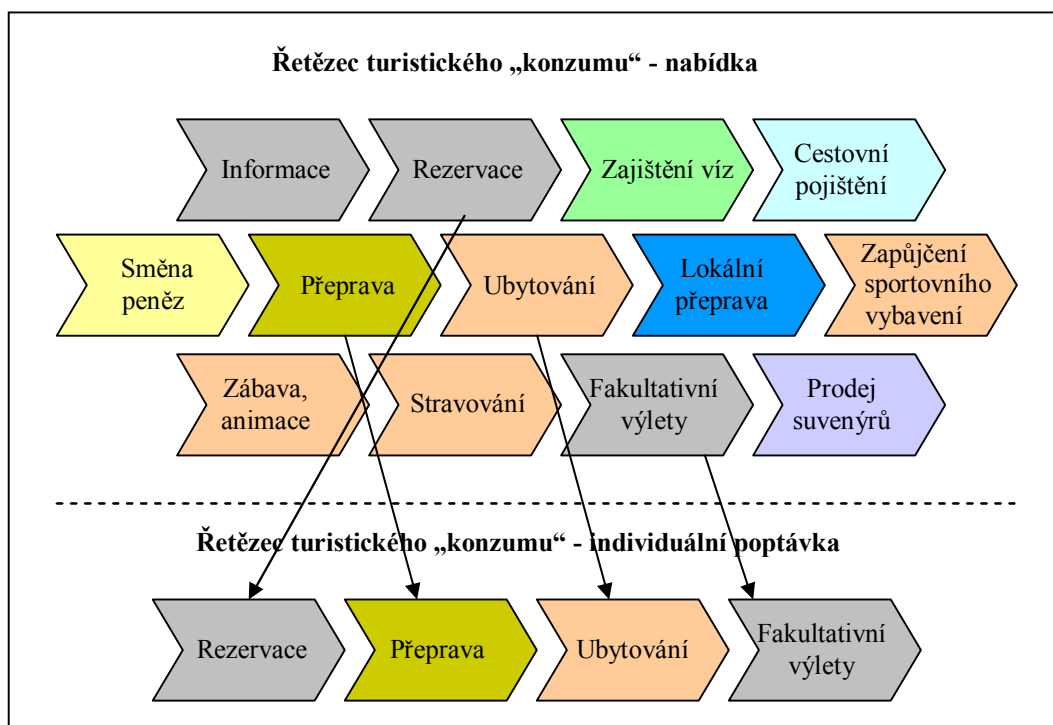 Řetězec turistického „konzumu“ - nabídka
Informace
Rezervace
Zajištění víz
Cestovní
pojištění
Směna
peněz
Přeprava
Ubytování
Lokální
přeprava
Zapůjčení
sportovního
vybavení
Zábava,
animace
Stravování
Fakultativní
výlety
Prodej
suvenýrů
Řetězec turistického „konzumu“ - individuální poptávka
Rezervace
Přeprava
Ubytování
Fakultativní
výlety